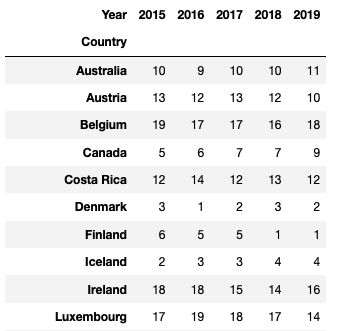 Year 2015 2016 2017 2018 2019
Country
Australia 10 9 10 10 11
Austria 13 12 13 12 10
Belgium 19 17 17 16 18
Canada 5 6 7 7 9
Costa Rica 12 14 12 13 12
Denmark 3 1 2 3 2
Finland 6 5 5 1 1
Iceland 2 3 3 4 4
Ireland 18 18 15 14 16
Luxembourg 17 19 18 17 14